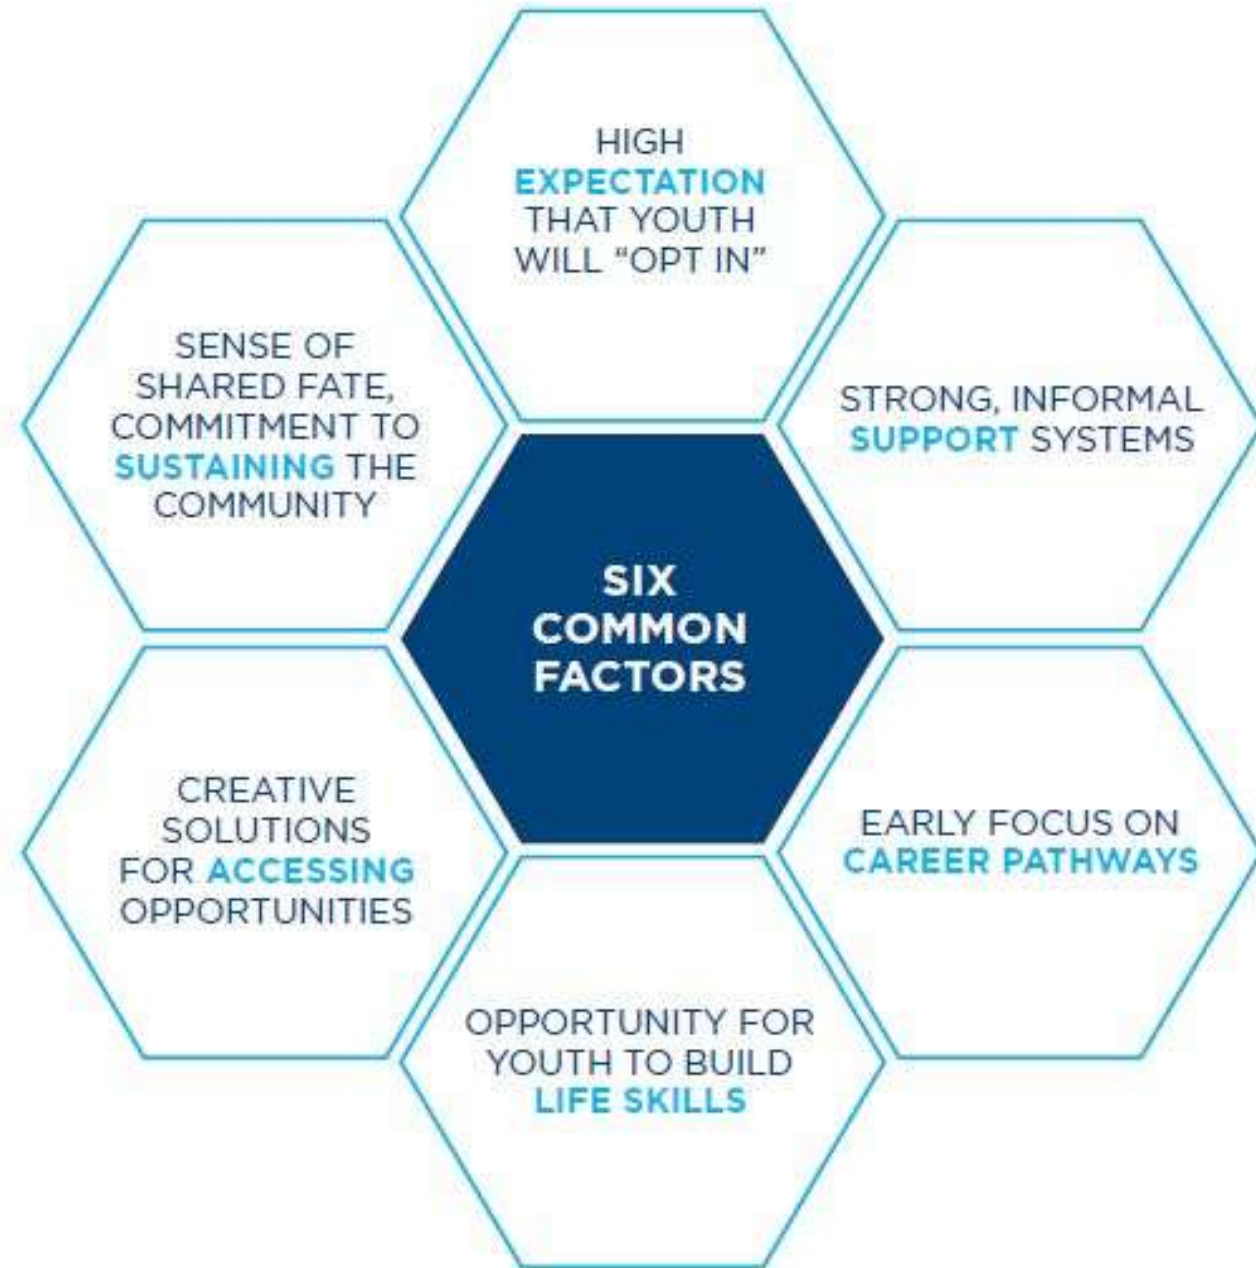 HIGH
EXPECTATION
THAT YOUTH
WILL “OPT IN”
SENSE OF
SHARED FATE,
COMMITMENT TO
SUSTAINING THE
COMMUNITY
STRONG, INFORMAL
SUPPORT SYSTEMS
SIX
COMMON
FACTORS
CREATIVE
SOLUTIONS
FOR ACCESSING
OPPORTUNITIES
EARLY FOCUS ON
CAREER PATHWAYS
OPPORTUNITY FOR
YOUTH TO BUILD
LIFE SKILLS